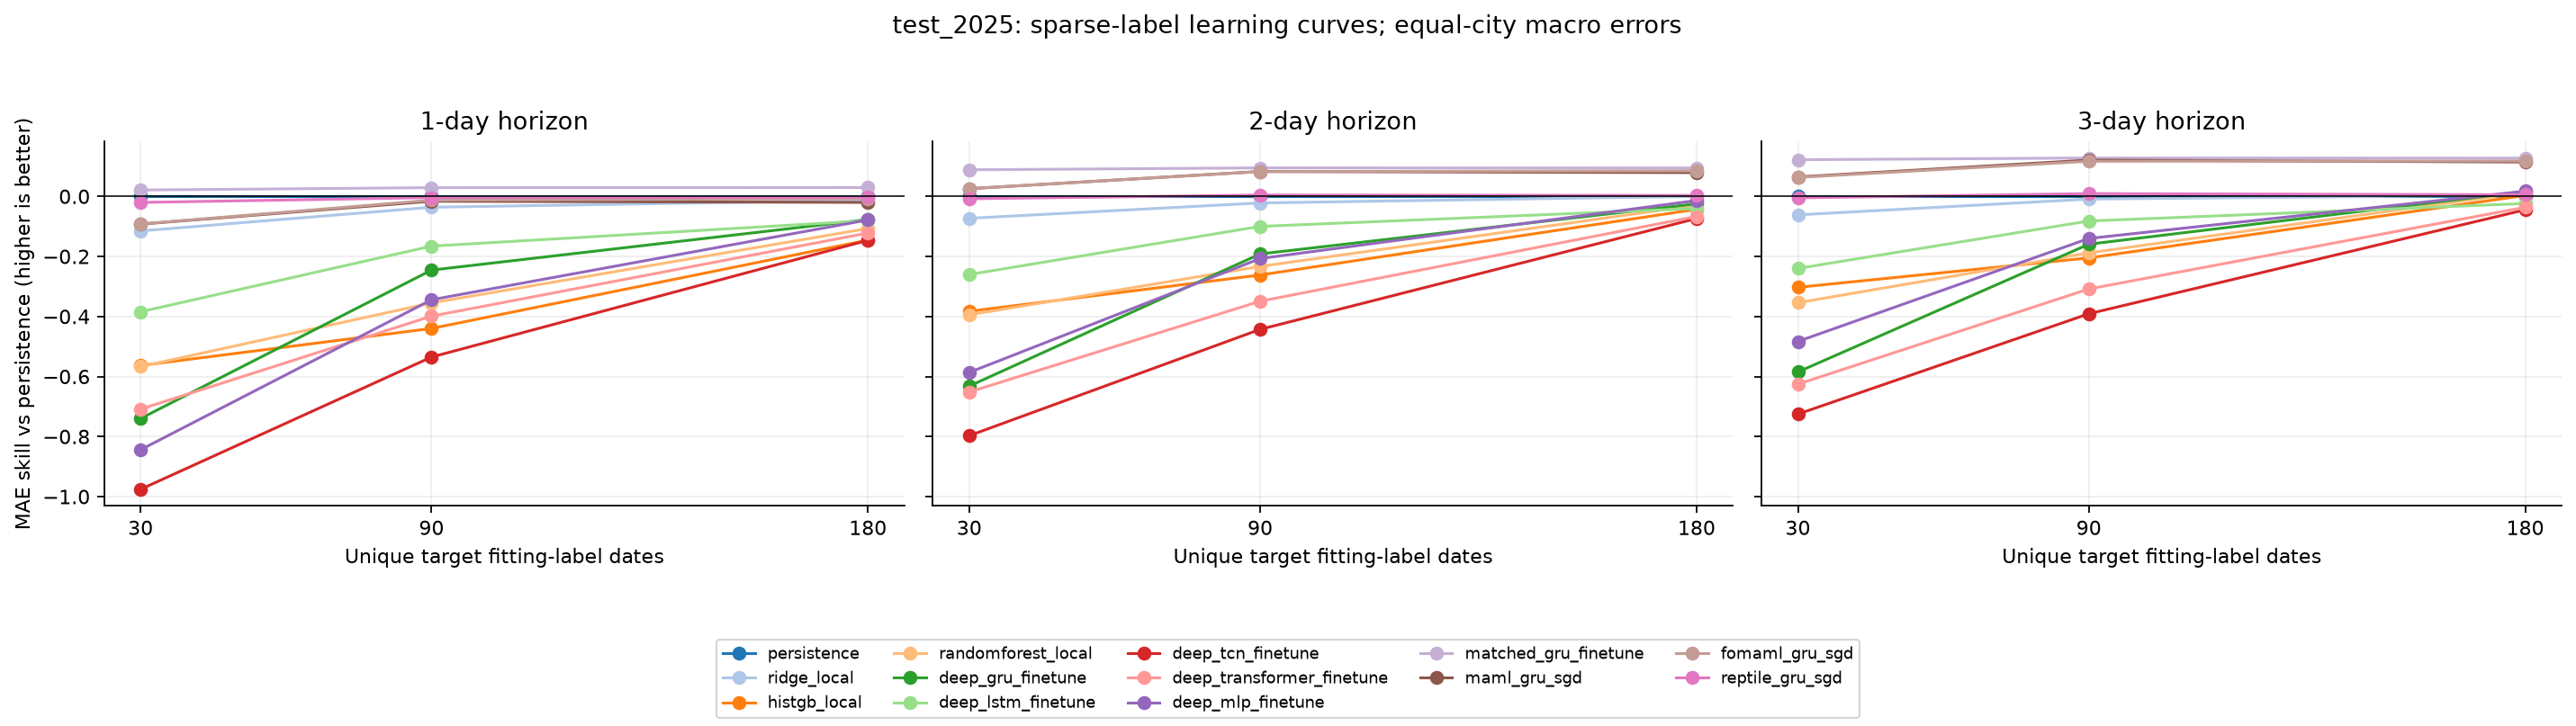 test_2025: sparse-label learning curves; equal-city macro errors
1-day horizon
2-day horizon
3-day horizon
MAE skill vs persistence (higher is better)
0.0
−0.2
−0.4
−0.6
−0.8
−1.0
30 90 180
30 90 180
30 90 180
Unique target fitting-label dates
Unique target fitting-label dates
Unique target fitting-label dates
persistence
ridge_local
histgb_local
randomforest_local
deep_gru_finetune
deep_lstm_finetune
deep_tcn_finetune
deep_transformer_finetune
deep_mlp_finetune
matched_gru_finetune
maml_gru_sgd
fomaml_gru_sgd
reptile_gru_sgd